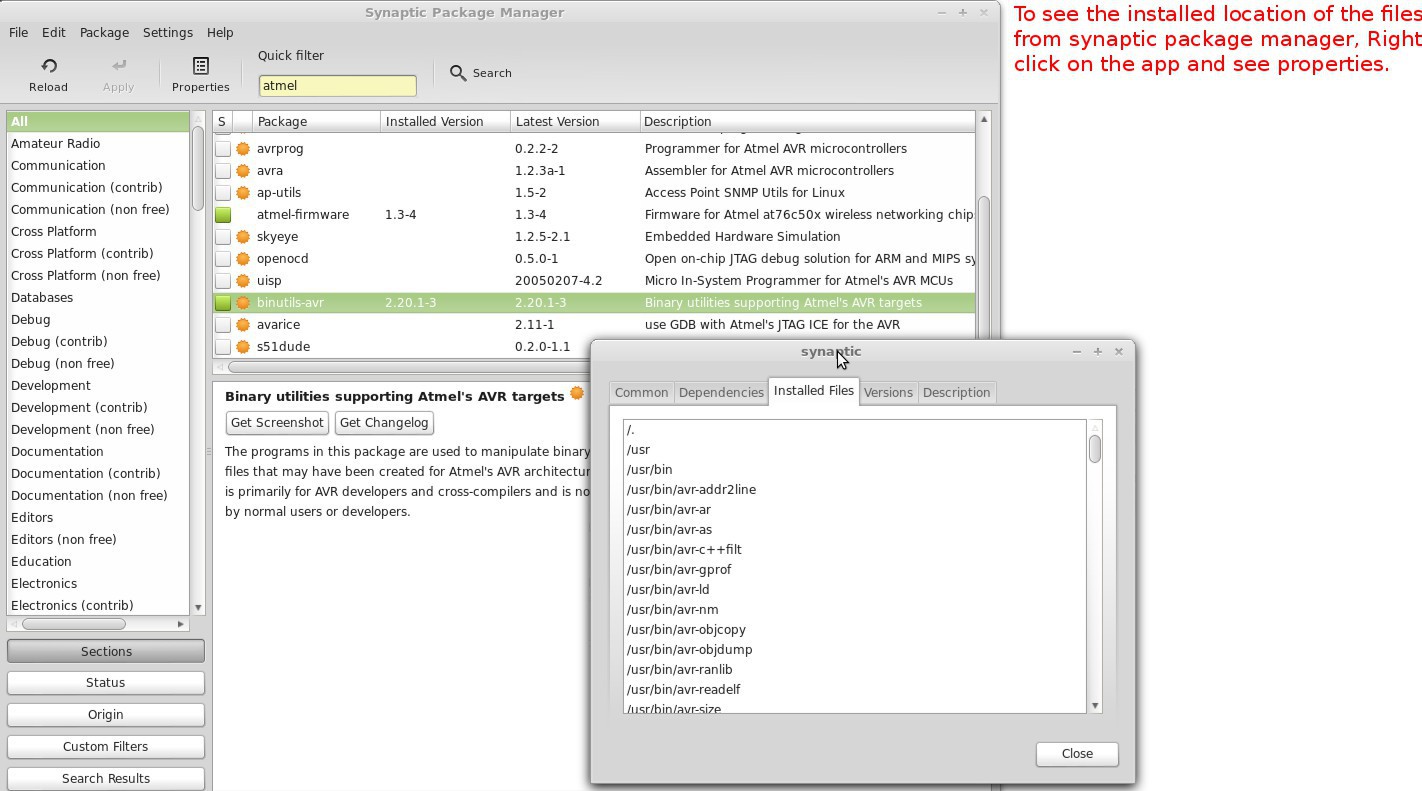 Synaptic Package Manager
To see the installed location of the files
from synaptic package manager, Right
click on the app and see properties.
File Edit Package Settings Help
Quick filter
Reload Apply Properties atmel Search
All
Amateur Radio
Communication
Communication (contrib)
Communication (non free)
Cross Platform
Cross Platform (contrib)
Cross Platform (non free)
Databases
Debug
Debug (contrib)
Debug (non free)
Development
Development (contrib)
Development (non free)
Documentation
Documentation (contrib)
Documentation (non free)
Editors
Editors (non free)
Education
Electronics
Electronics (contrib)
Sections
Status
Origin
Custom Filters
Search Results
S Package Installed Version Latest Version Description
avrprog 0.2.2-2 Programmer for Atmel AVR microcontrollers
avra 1.2.3a-1 Assembler for Atmel AVR microcontrollers
ap-utils 1.5-2 Access Point SNMP Utils for Linux
atmel-firmware 1.3-4 1.3-4 Firmware for Atmel at76c50x wireless networking chip
skyeye 1.2.5-2.1 Embedded Hardware Simulation
openocd 0.5.0-1 Open on-chip JTAG debug solution for ARM and MIPS sy
uisp 20050207-4.2 Micro In-System Programmer for Atmel's AVR MCUs
binutils-avr 2.20.1-3 2.20.1-3 Binary utilities supporting Atmel's AVR targets
avarice 2.11-1 use GDB with Atmel's JTAG ICE for the AVR
s51dude 0.2.0-1.1
Binary utilities supporting Atmel's AVR targets
Get Screenshot Get Changelog
The programs in this package are used to manipulate binary
files that may have been created for Atmel's AVR architectur
is primarily for AVR developers and cross-compilers and is no
by normal users or developers.
synaptic
Common Dependencies Installed Files Versions Description
/.
/usr
/usr/bin
/usr/bin/avr-addr2line
/usr/bin/avr-ar
/usr/bin/avr-as
/usr/bin/avr-c++filt
/usr/bin/avr-gprof
/usr/bin/avr-ld
/usr/bin/avr-nm
/usr/bin/avr-objcopy
/usr/bin/avr-objdump
/usr/bin/avr-ranlib
/usr/bin/avr-readelf
/usr/bin/avr-size
Close